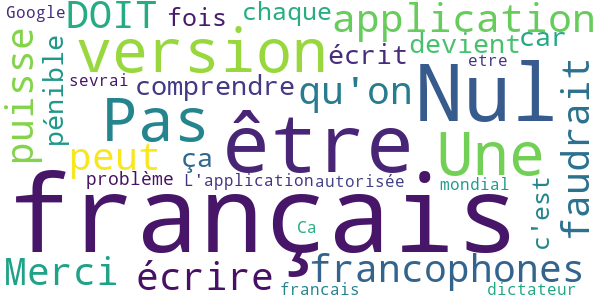 Google DOIT fois chaque application
version écrit devient car
puisse pénible sevrai comprendre qu'on Nul etre
Pas être Une faudrait
peut ça
problème L'application autorisée mondial
français Ca c'est
Merci écrire francophones
francais dictateur